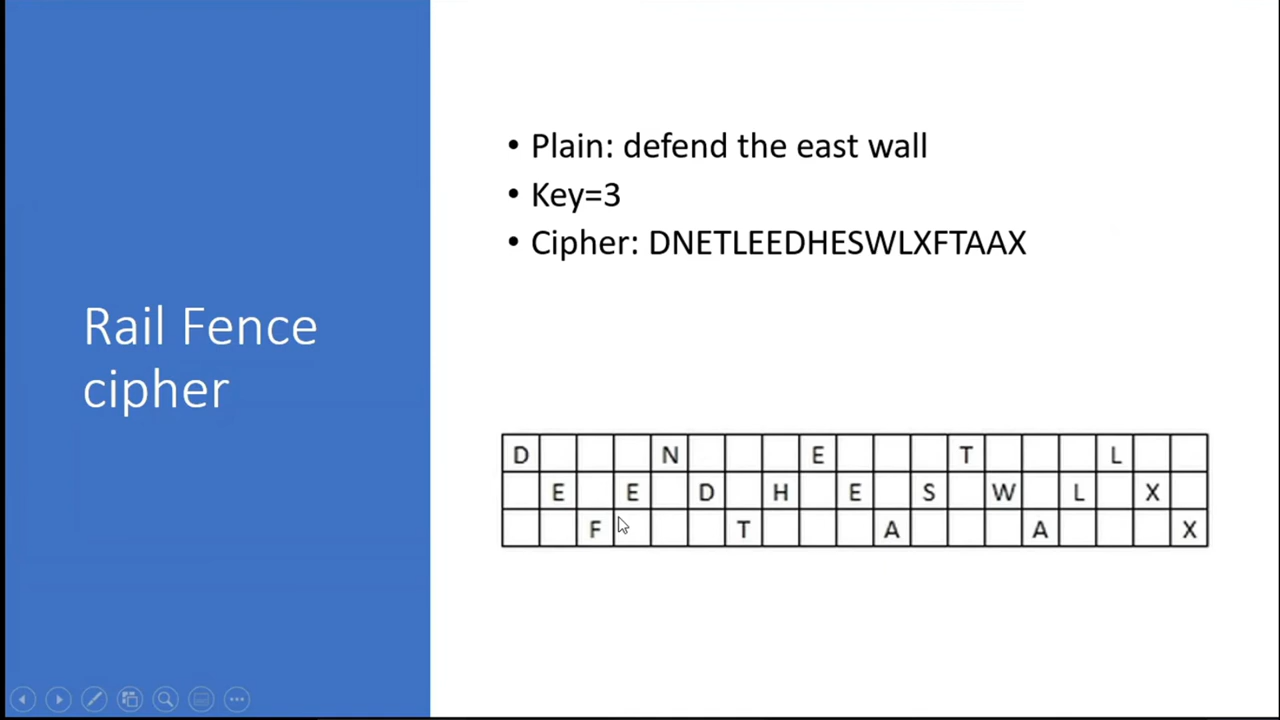 Rail Fence
cipher
• Plain: defend the east wall
• Key=3
• Cipher: DNETLEEDHESWLXFTAAX
D N E T L
E E D H E S W L X
F T A A X